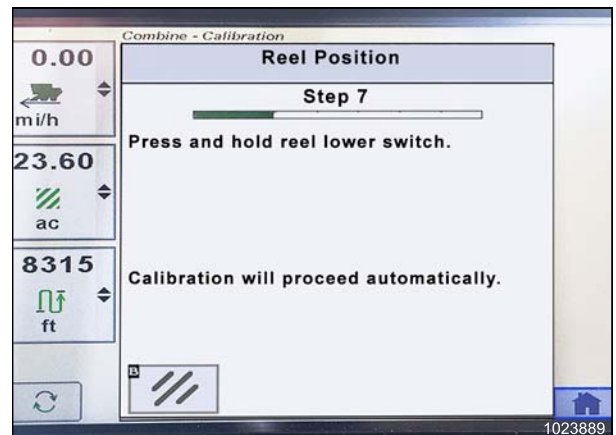 Combine - Calibration
0.00
mi/h
23.60
ac
8315
ft
Reel Position
Step 7
Press and hold reel lower switch.
Calibration will proceed automatically.
B
1023889